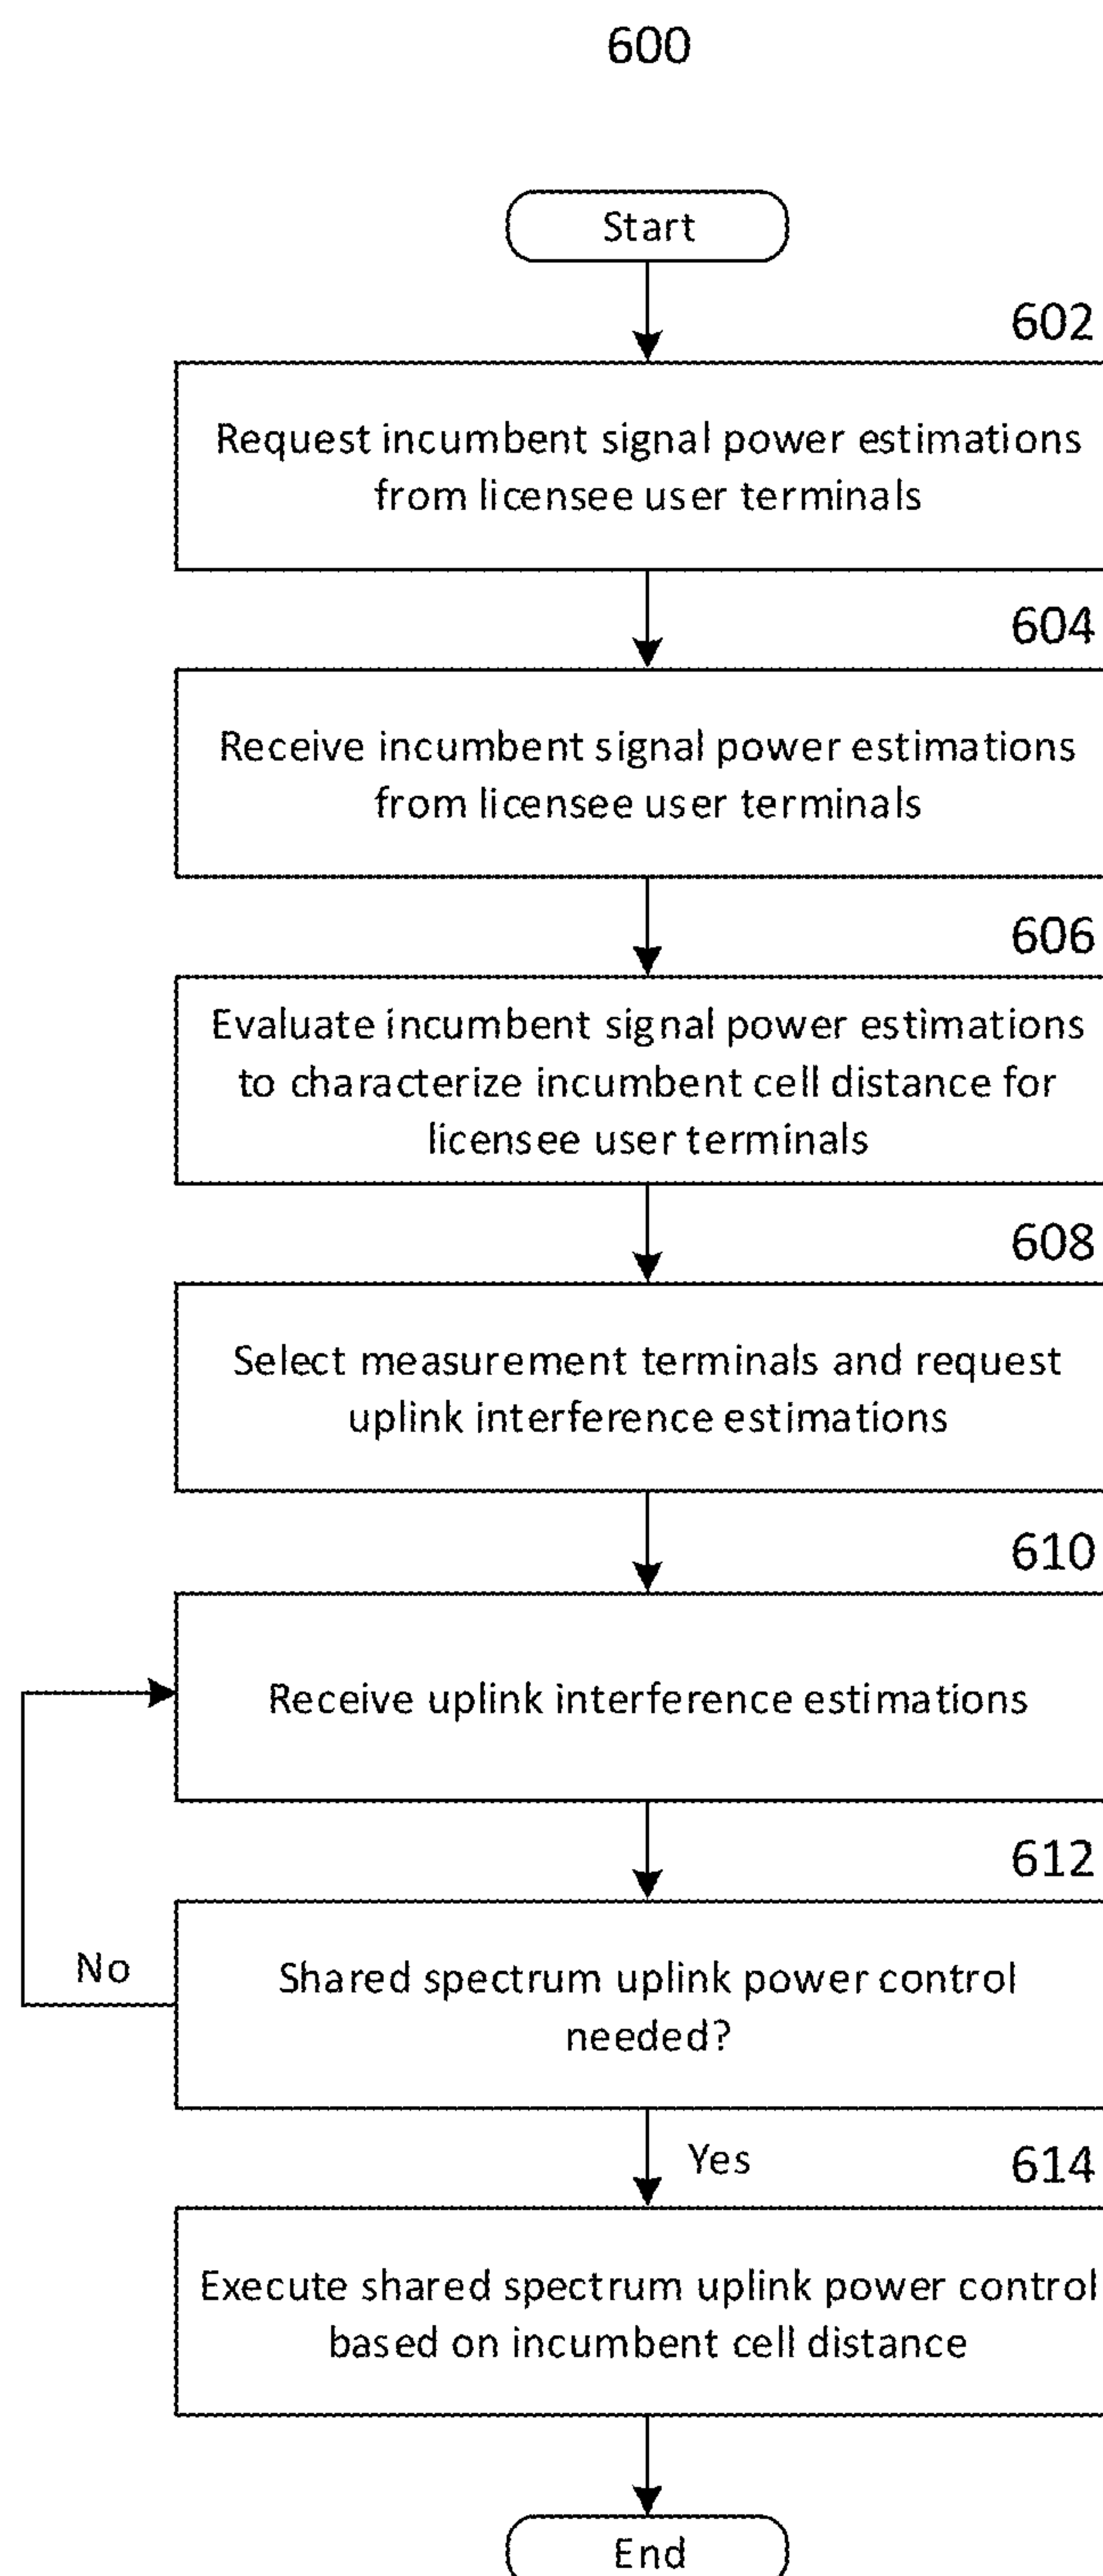 600
Start
602
Request incumbent signal power estimations
from licensee user terminals
604
Receive incumbent signal power estimations
from licensee user terminals
606
Evaluate incumbent signal power estimations
to characterize incumbent cell distance for
licensee user terminals
608
Select measurement terminals and request
uplink interference estimations
610
Receive uplink interference estimations
612
No
Shared spectrum uplink power control
needed?
Yes
614
Execute shared spectrum uplink power control
based on incumbent cell distance
End